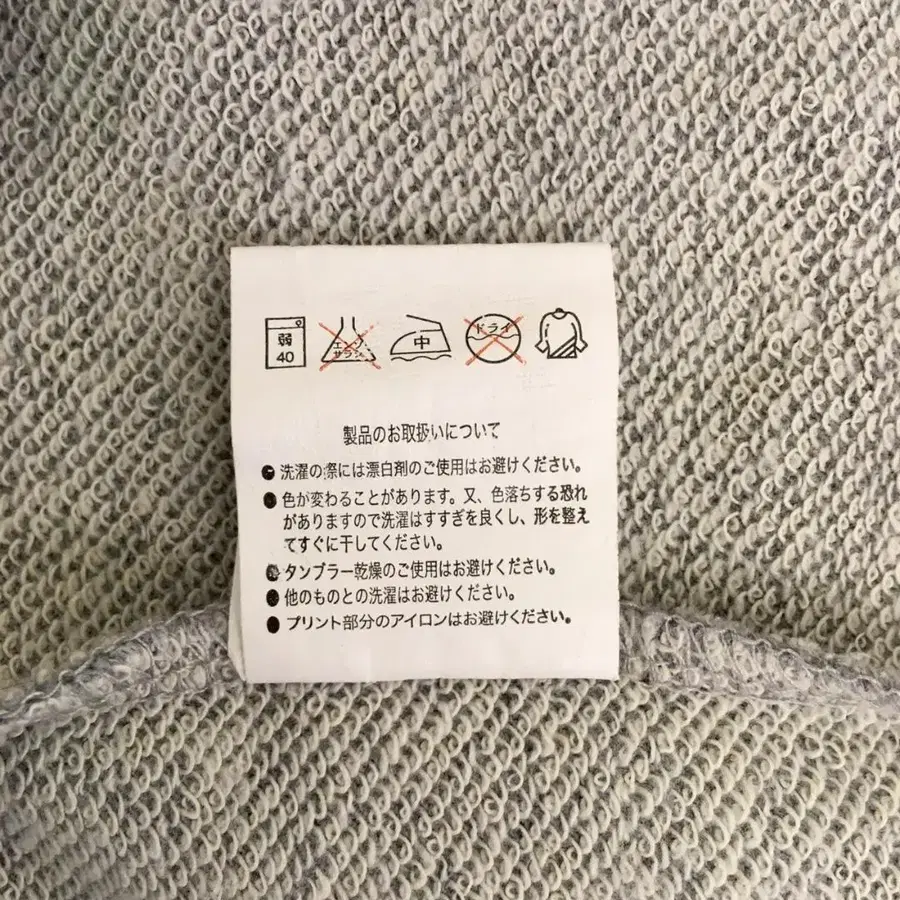 弱
40
エンソ
サラシ
中
ドライ
製品のお取扱いについて
● 洗濯の際には漂白剤のご使用はお避けください。
● 色が変わることがあります。又、色落ちする恐れ
がありますので洗濯はすすぎを良くし、形を整え
てすぐに干してください。
● タンブラー乾燥のご使用はお避けください。
● 他のものとの洗濯はお避けください。
● プリント部分のアイロンはお避けください。